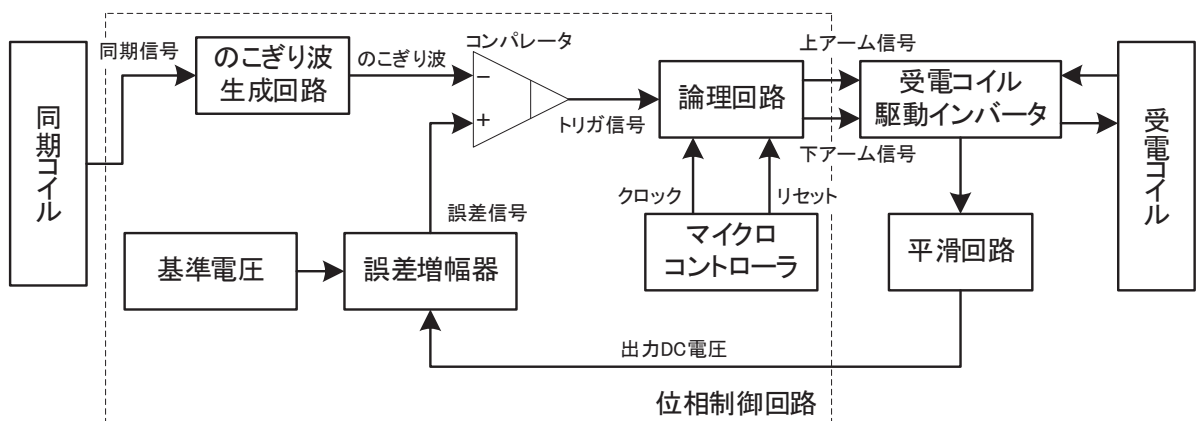 同期コイル
同期信号
のこぎり波
生成回路
のこぎり波
コンパレータ
−
+
トリガ信号
論理回路
上アーム信号
下アーム信号
受電コイル
駆動インバータ
受電コイル
クロック
リセット
マイクロ
コントローラ
平滑回路
誤差信号
基準電圧
誤差増幅器
出力DC電圧
位相制御回路